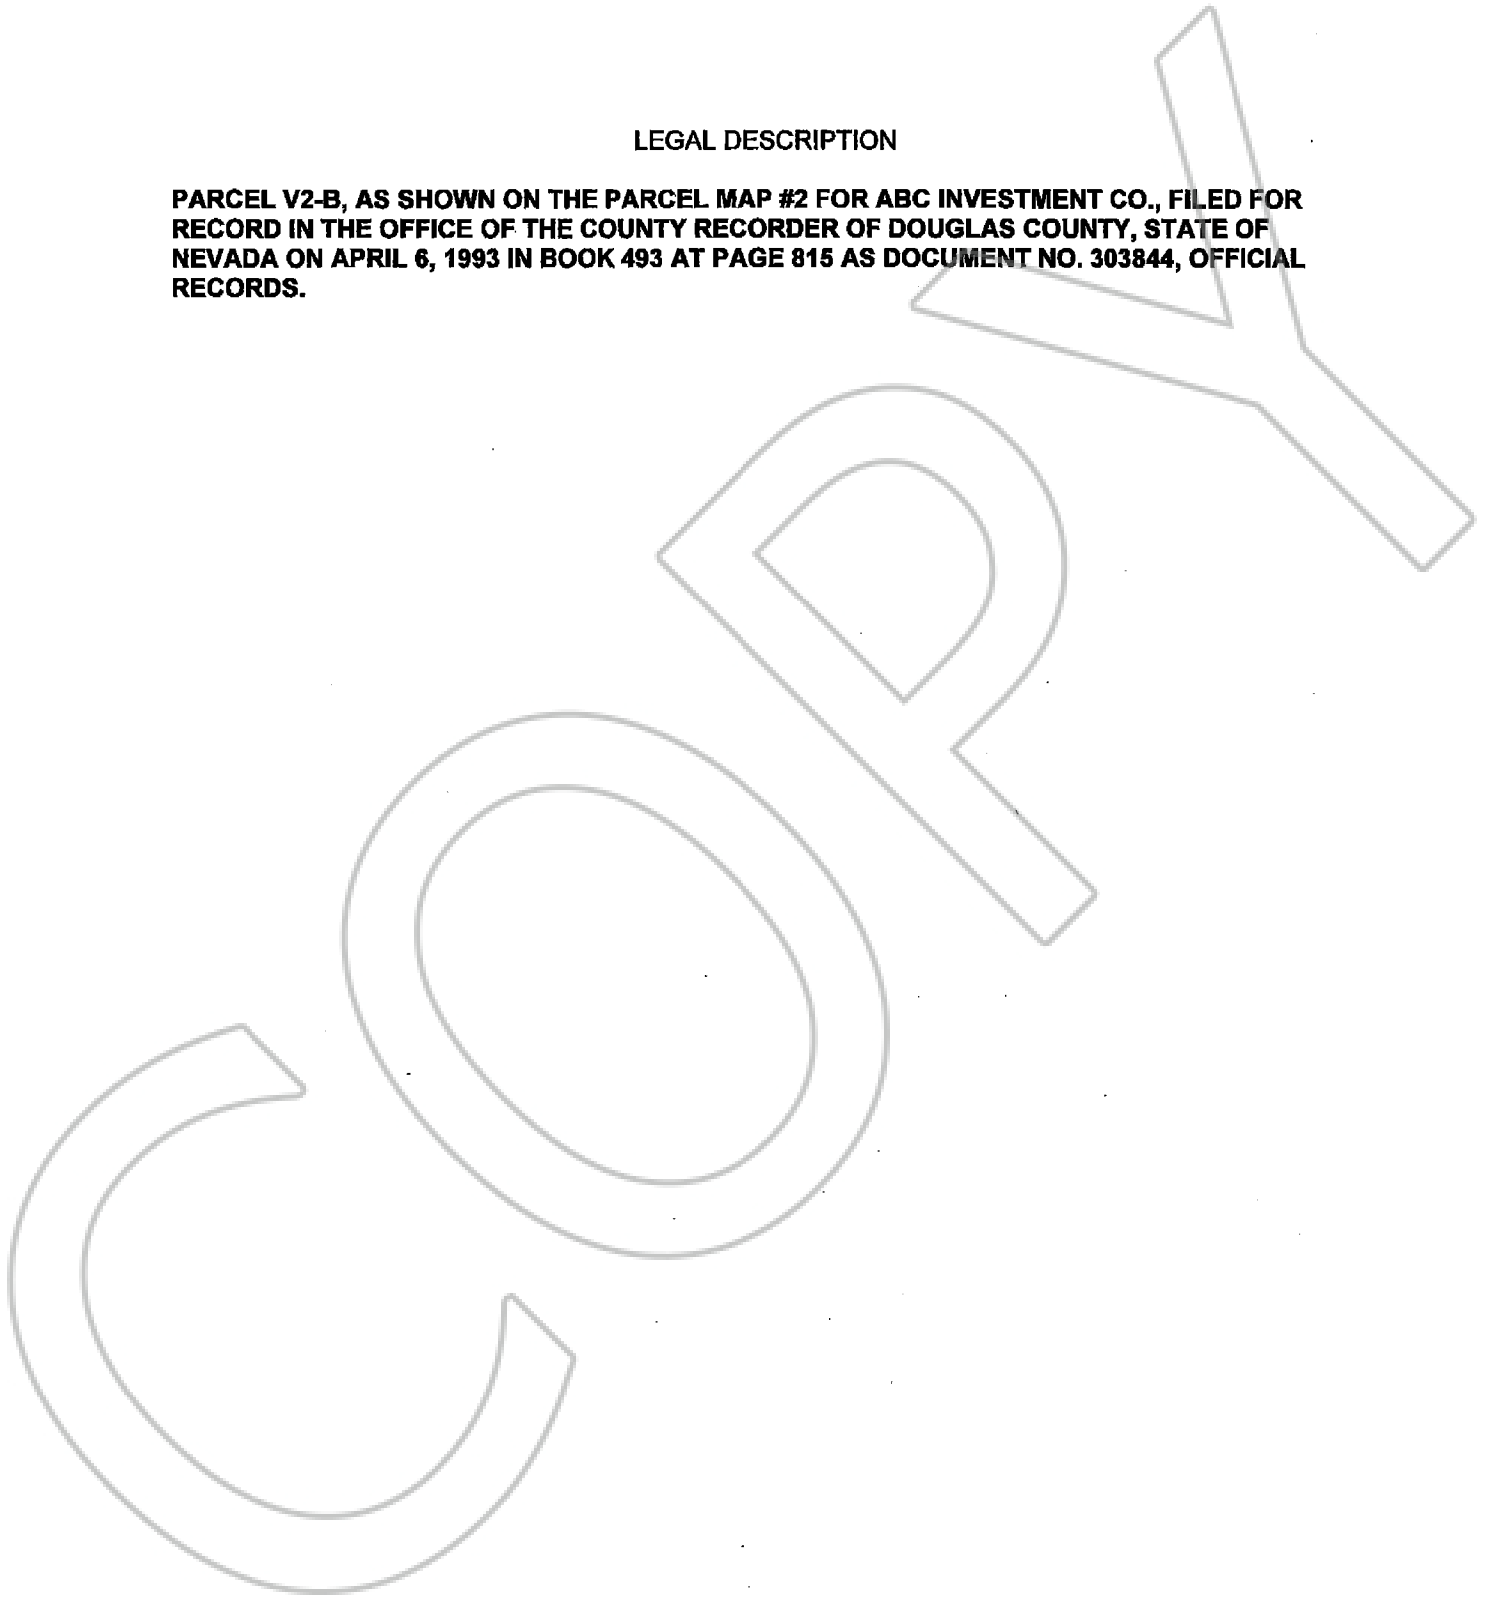 LEGAL DESCRIPTION
PARCEL V2-B, AS SHOWN ON THE PARCEL MAP #2 FOR ABC INVESTMENT CO., FILED FOR
RECORD IN THE OFFICE OF THE COUNTY RECORDER OF DOUGLAS COUNTY, STATE OF
NEVADA ON APRIL 6, 1993 IN BOOK 493 AT PAGE 815 AS DOCUMENT NO. 303844, OFFICIAL
RECORDS.
COPY